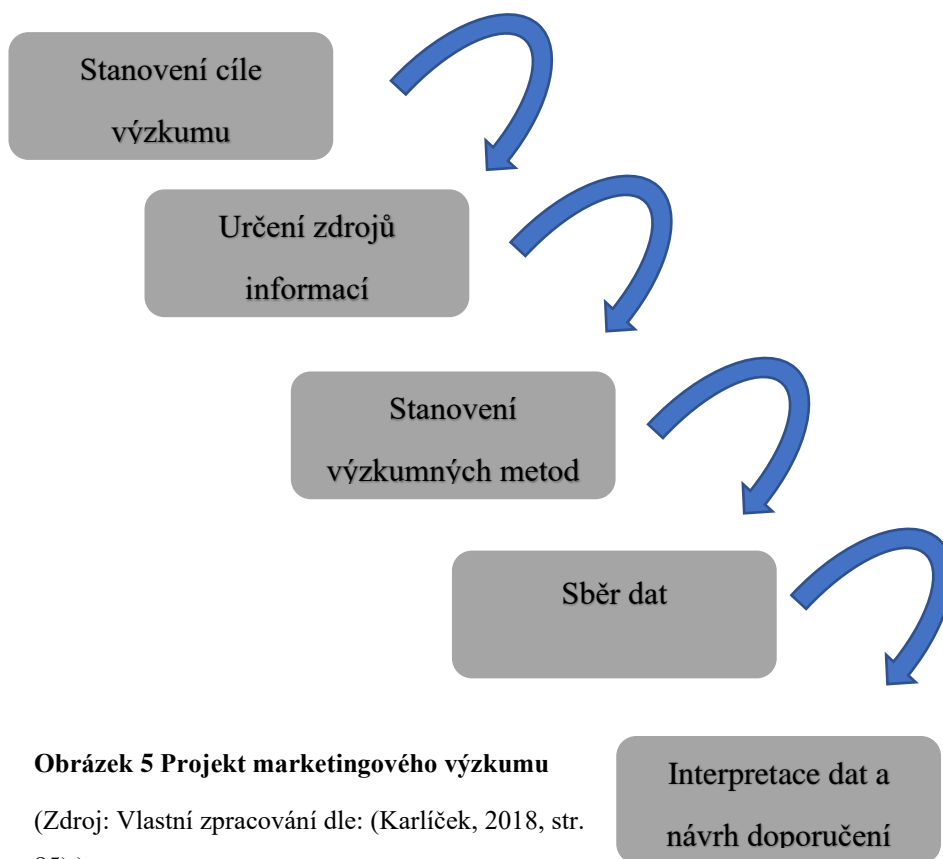 Stanovení cíle
výzkumu
Určení zdrojů
informací
Stanovení
výzkumných metod
Sběr dat
Interpretace dat a
návrh doporučení
Obrázek 5 Projekt marketingového výzkumu
(Zdroj: Vlastní zpracování dle: (Karlíček, 2018, str.